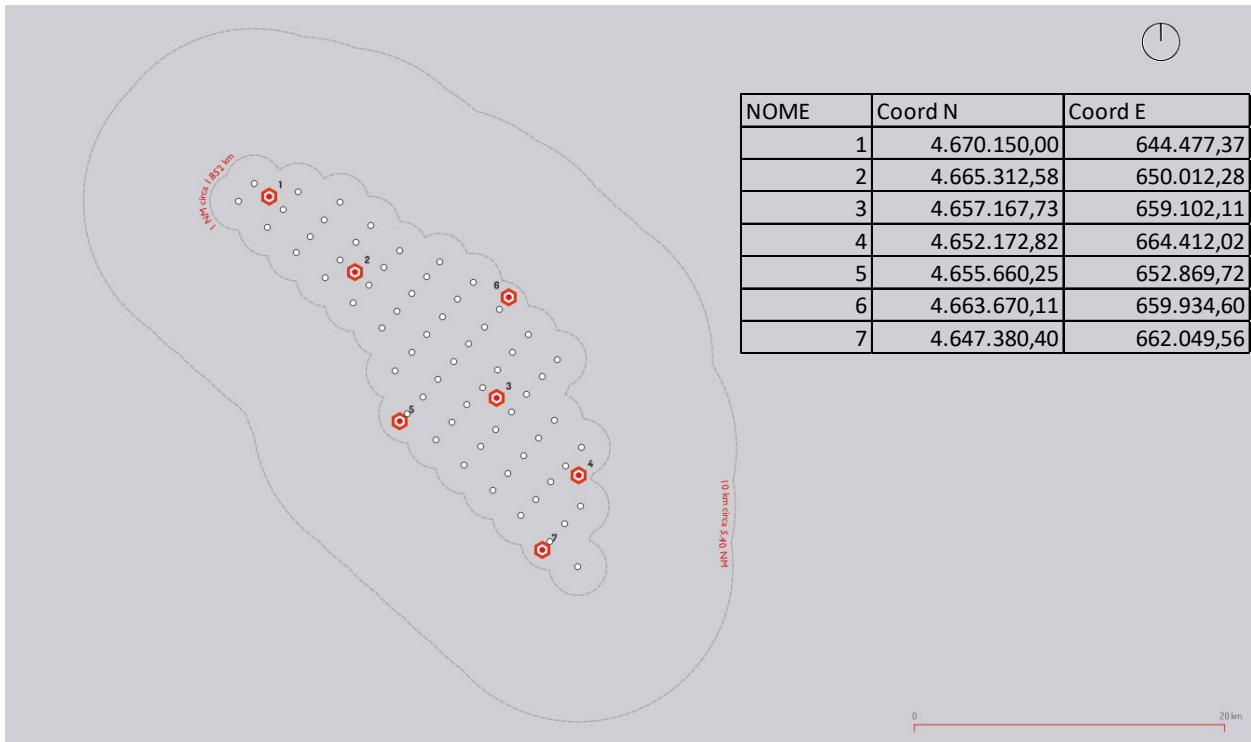 NOME Coord N Coord E
1 4.670.150,00 644.477,37
2 4.665.312,58 650.012,28
3 4.657.167,73 659.102,11
4 4.652.172,82 664.412,02
5 4.655.660,25 652.869,72
6 4.663.670,11 659.934,60
7 4.647.380,40 662.049,56
1 NM circa 1.852 km
1
2
6
3
5
4
7
10 km circa 5.40 NM
0 20 km